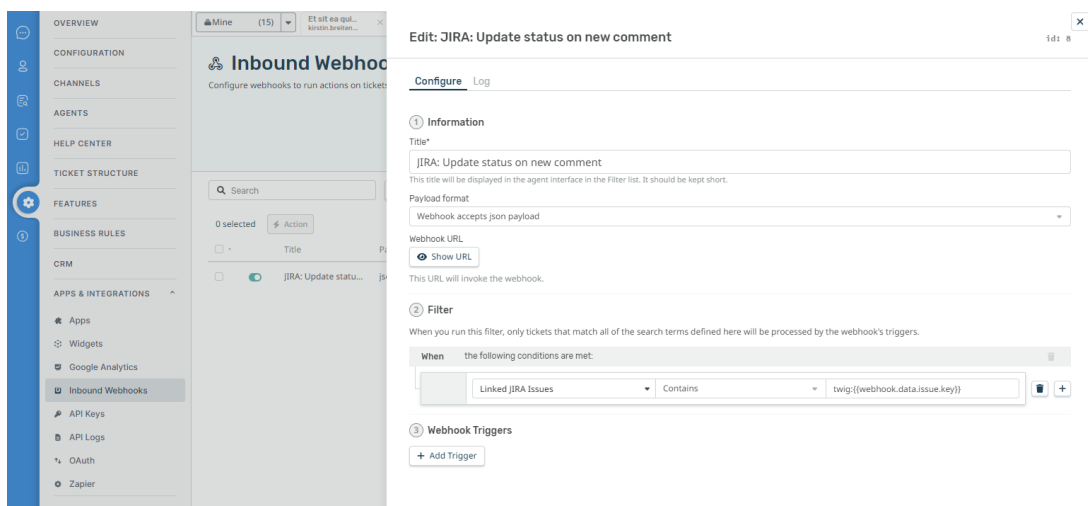 OVERVIEW
CONFIGURATION
CHANNELS
AGENTS
HELP CENTER
TICKET STRUCTURE
FEATURES
BUSINESS RULES
CRM
APPS & INTEGRATIONS
Apps
Widgets
Google Analytics
Inbound Webhooks
API Keys
API Logs
OAuth
Zapier
Mine (15)
Et sit ea qui...
kirstin.breiten...
Inbound Webhoo
Configure webhooks to run actions on tickets
Search
0 selected
Action
Title
Pa
JIRA: Update statu...
js
Edit: JIRA: Update status on new comment
id: 8
Configure
Log
1 Information
Title*
JIRA: Update status on new comment
This title will be displayed in the agent interface in the Filter list. It should be kept short.
Payload format
Webhook accepts json payload
Webhook URL
Show URL
This URL will invoke the webhook.
2 Filter
When you run this filter, only tickets that match all of the search terms defined here will be processed by the webhook's triggers.
When the following conditions are met:
Linked JIRA Issues
Contains
twig:{{webhook.data.issue.key}}
3 Webhook Triggers
+ Add Trigger